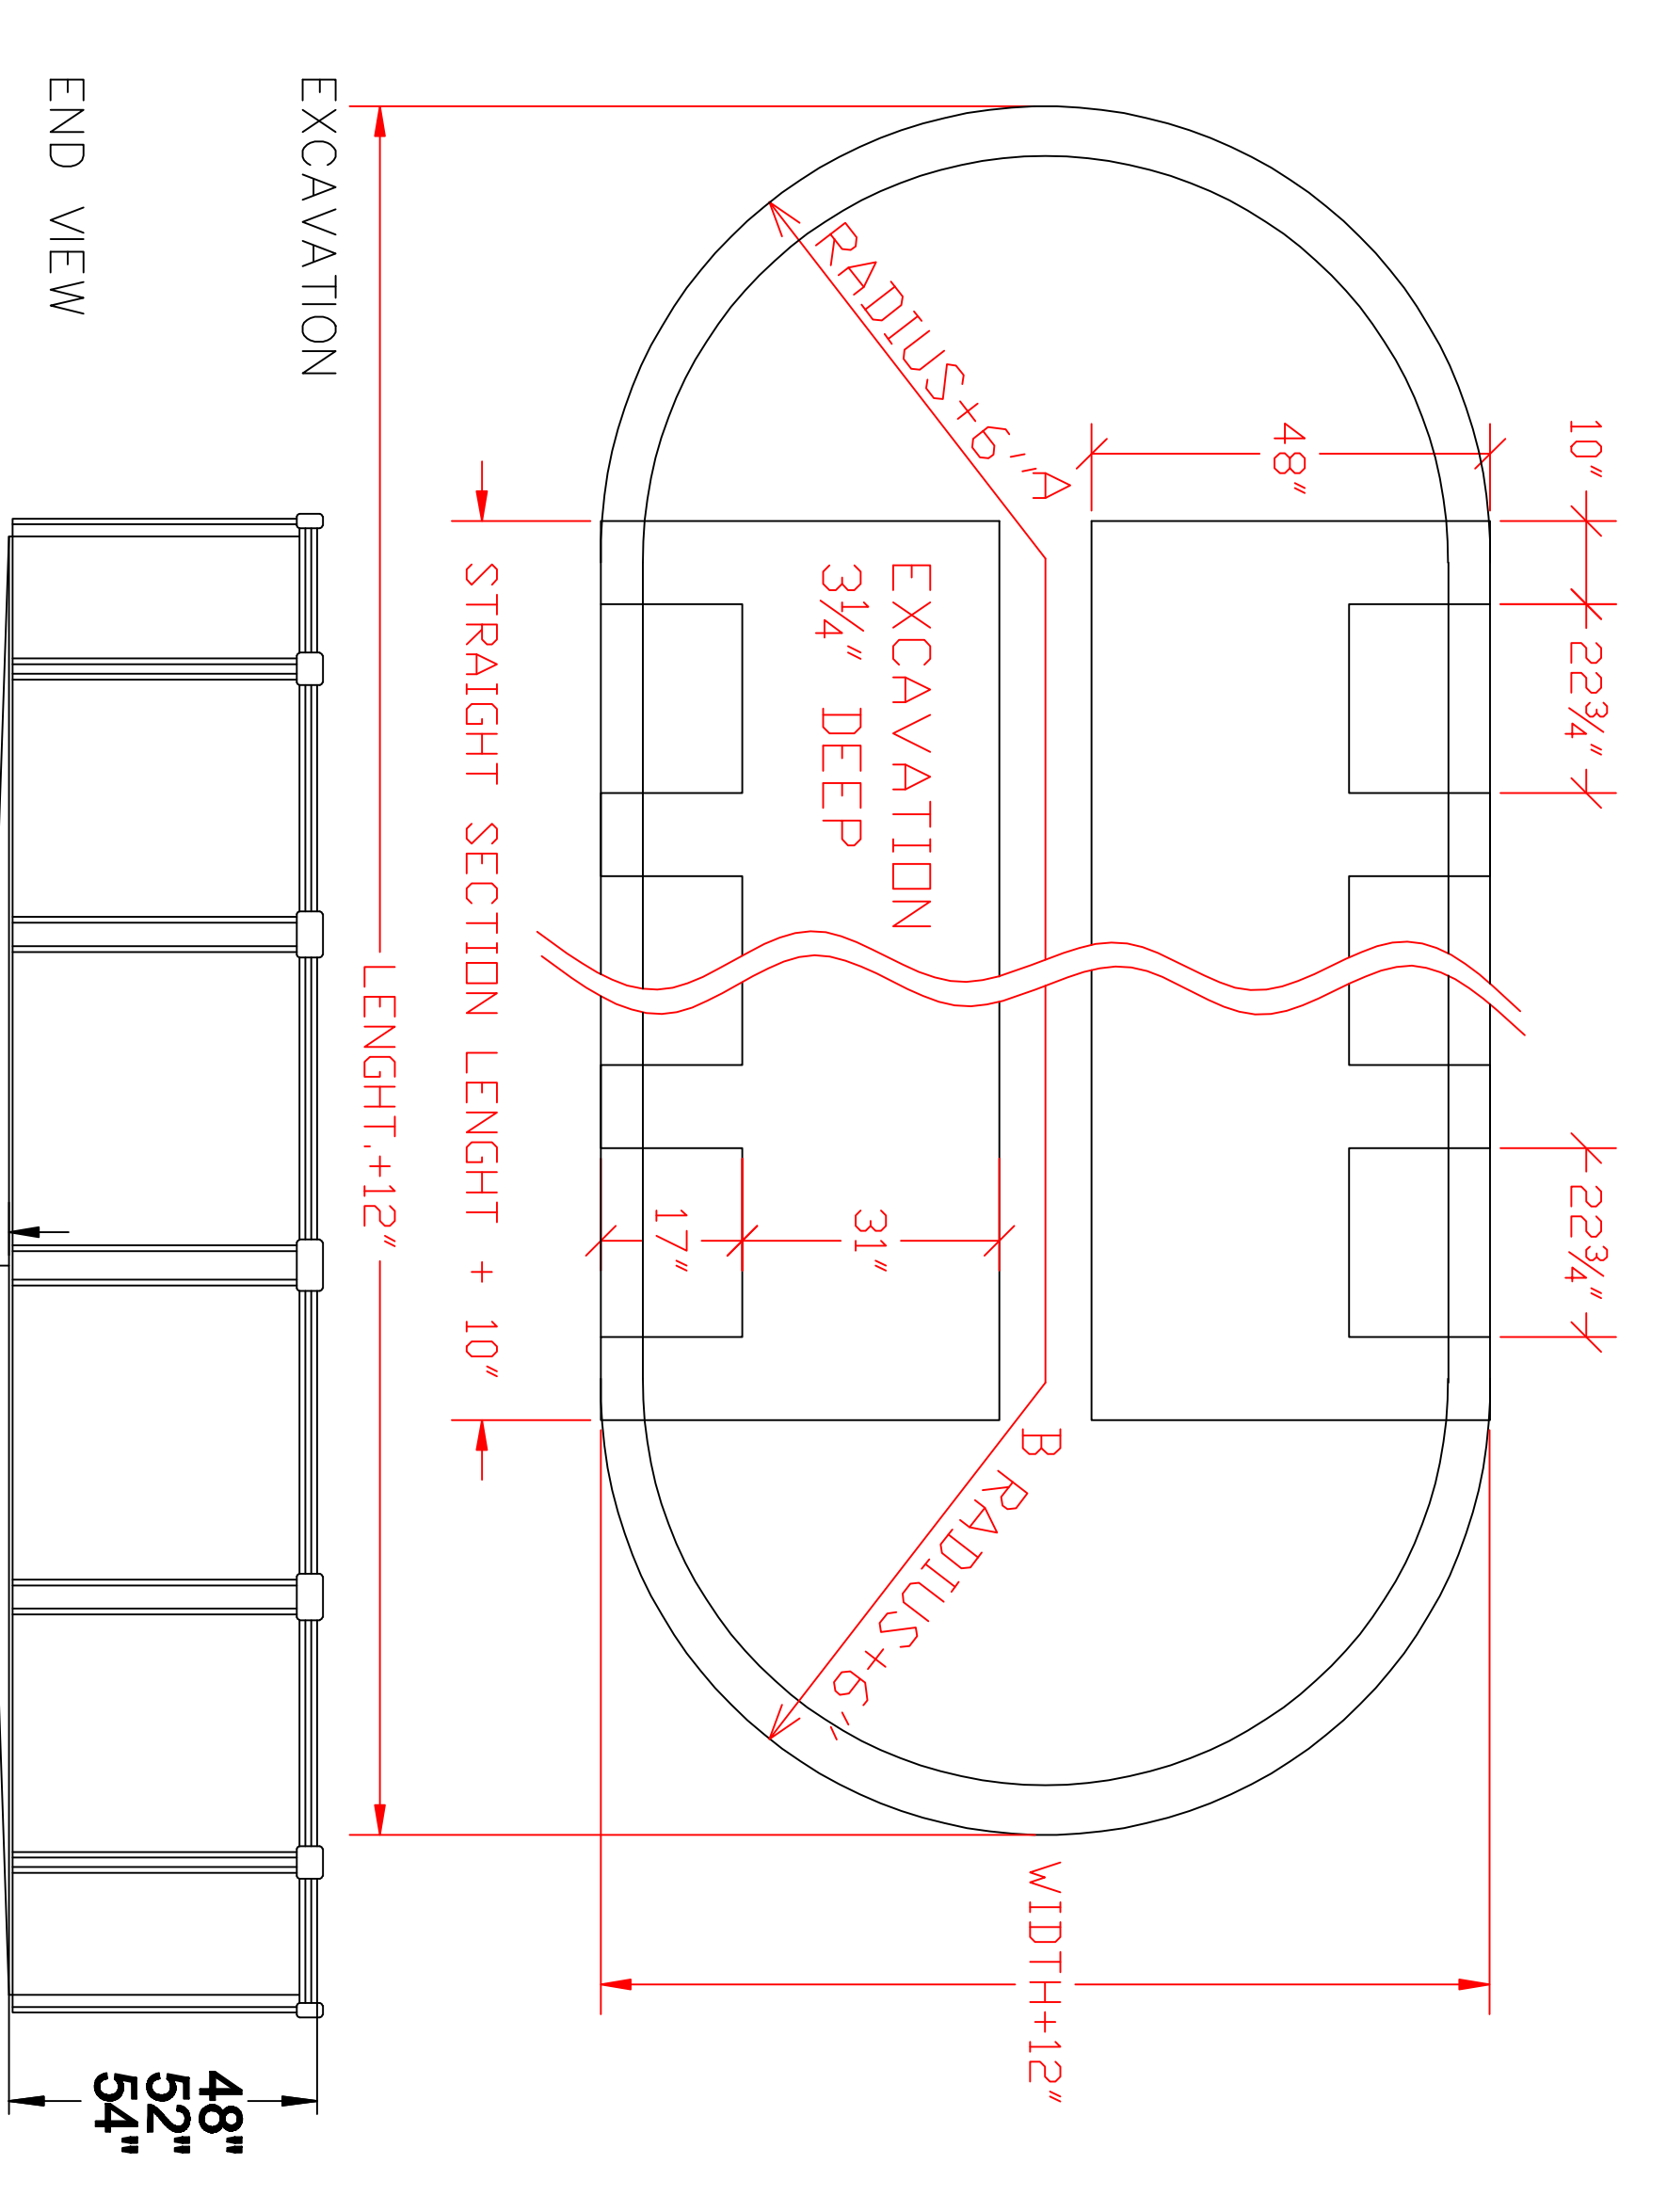 10" 22¾" 22¾"
48"
RADIUS+6'"A
B RADIUS+6'-
WIDTH+12"
EXCAVATION
3¼" DEEP
31"
17"
STRAIGHT SECTION LENGHT + 10"
LENGHT.+12"
EXCAVATION
END VIEW
48"
52"
54"